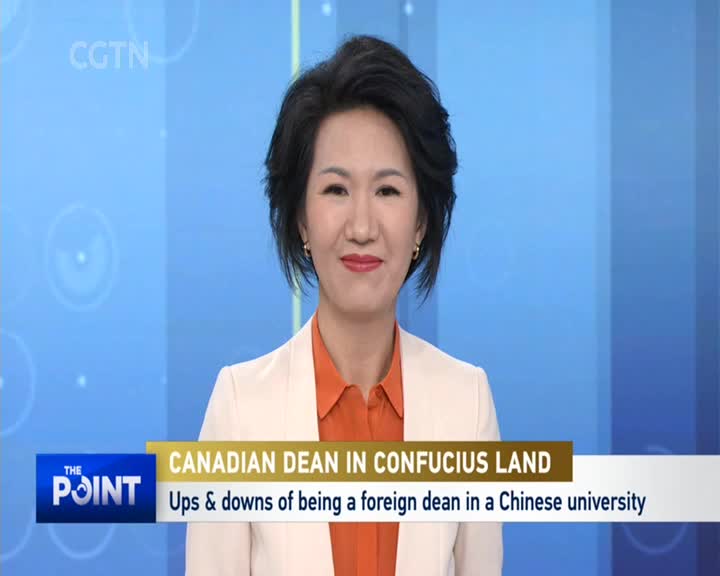 CGTN
CANADIAN DEAN IN CONFUCIUS LAND
THE
POINT
Ups & downs of being a foreign dean in a Chinese university